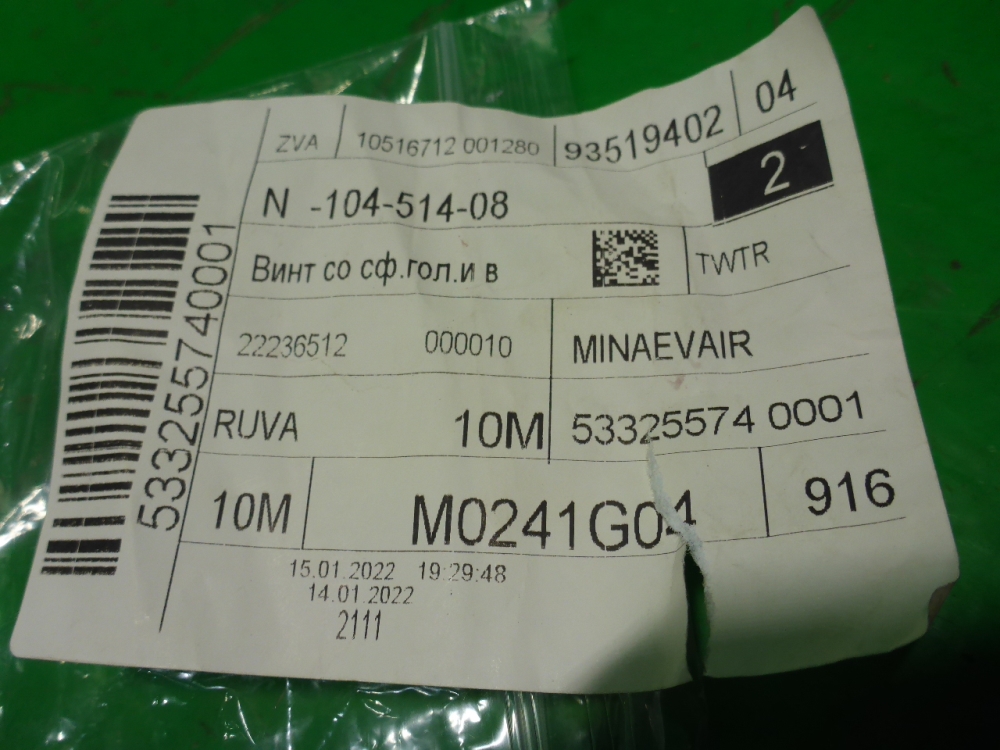 ZVA 10516712 001280 93519402 04
N -104-514-08 2
Винт со сф.гол.и в TWTR
22236512 000010 MINAEVAIR
RUVA 10M 53325574 0001
10M M0241G04 916
15.01.2022 19:29:48
14.01.2022
2111
533255740001